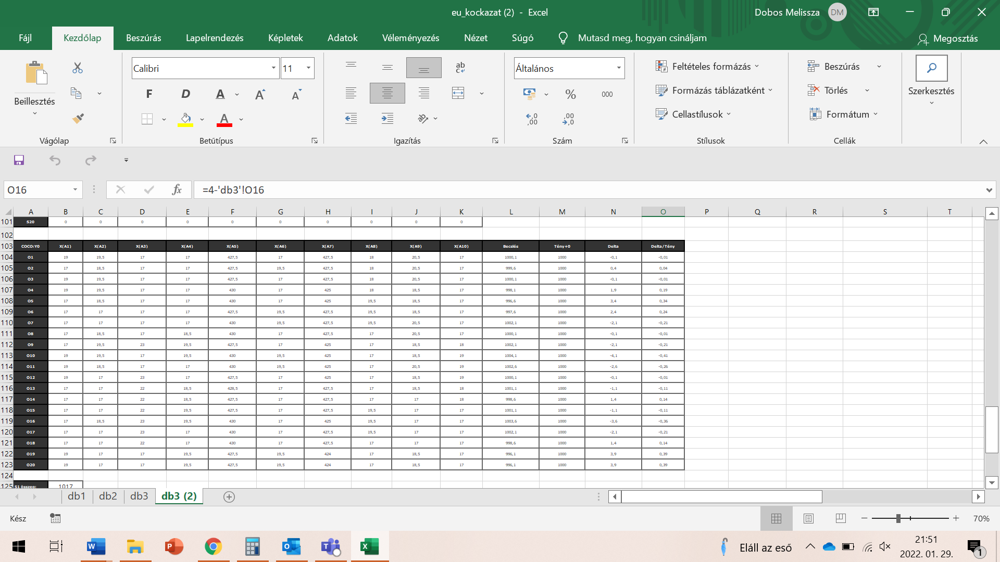 eu_kockazat (2) - Excel
Dobos Melissza DM
Fájl Kezdőlap Beszúrás Lapelrendezés Képletek Adatok Véleményezés Nézet Súgó Mutasd meg, hogyan csináljam Megosztás
Beillesztés
Vágólap
Calibri 11
F D A A A
A
Betűtípus
ab
c
Igazítás
Általános
% 000
,0 ,00
,00 ,0
Szám
Feltételes formázás
Formázás táblázatként
Cellastílusok
Stílusok
Beszúrás
Törlés
Formátum
Cellák
Szerkesztés
O16 fx =4-'db3'!O16
A B C D E F G H I J K L M N O P Q R S T
101 S20 0 0 0 0 0 0 0 0 0 0
102
103 COCO:Y0 X(A1) X(A2) X(A3) X(A4) X(A5) X(A6) X(A7) X(A8) X(A9) X(A10) Becslés Tény+0 Delta Delta/Tény
104 O1 19 19,5 17 17 427,5 17 427,5 18 20,5 17 1000,1 1000 -0,1 -0,01
105 O2 17 18,5 17 17 427,5 19,5 427,5 18 20,5 17 999,6 1000 0,4 0,04
106 O3 19 19,5 17 17 427,5 17 427,5 18 20,5 17 1000,1 1000 -0,1 -0,01
107 O4 19 19,5 17 17 430 17 425 18 18,5 17 998,1 1000 1,9 0,19
108 O5 17 18,5 17 17 430 17 425 19,5 18,5 17 996,6 1000 3,4 0,34
109 O6 17 17 17 17 427,5 19,5 427,5 19,5 18,5 17 997,6 1000 2,4 0,24
110 O7 17 17 17 17 430 19,5 427,5 19,5 20,5 17 1002,1 1000 -2,1 -0,21
111 O8 17 18,5 17 18,5 430 17 427,5 17 20,5 17 1000,1 1000 -0,1 -0,01
112 O9 17 19,5 23 19,5 427,5 17 425 17 18,5 18 1002,1 1000 -2,1 -0,21
113 O10 19 19,5 17 19,5 430 19,5 425 17 18,5 19 1004,1 1000 -4,1 -0,41
114 O11 19 18,5 17 17 430 19,5 425 17 20,5 19 1002,6 1000 -2,6 -0,26
115 O12 19 17 23 17 427,5 17 425 17 18,5 19 1000,1 1000 -0,1 -0,01
116 O13 17 17 22 18,5 428,5 17 427,5 17 18,5 18 1001,1 1000 -1,1 -0,11
117 O14 17 17 22 18,5 427,5 17 427,5 17 17 18 998,6 1000 1,4 0,14
118 O15 17 17 22 19,5 427,5 17 427,5 19,5 17 17 1001,1 1000 -1,1 -0,11
119 O16 17 18,5 23 19,5 430 17 425 19,5 17 17 1003,6 1000 -3,6 -0,36
120 O17 17 17 23 17 430 17 427,5 19,5 17 17 1002,1 1000 -2,1 -0,21
121 O18 17 17 22 17 430 17 427,5 17 17 17 998,6 1000 1,4 0,14
122 O19 19 17 17 19,5 427,5 19,5 424 17 18,5 17 996,1 1000 3,9 0,39
123 O20 19 17 17 19,5 427,5 19,5 424 17 18,5 17 996,1 1000 3,9 0,39
124
125 S1 összeg: 1017
db1 db2 db3 db3 (2)
Kész 70%
Eláll az eső
21:51
2022. 01. 29.
1